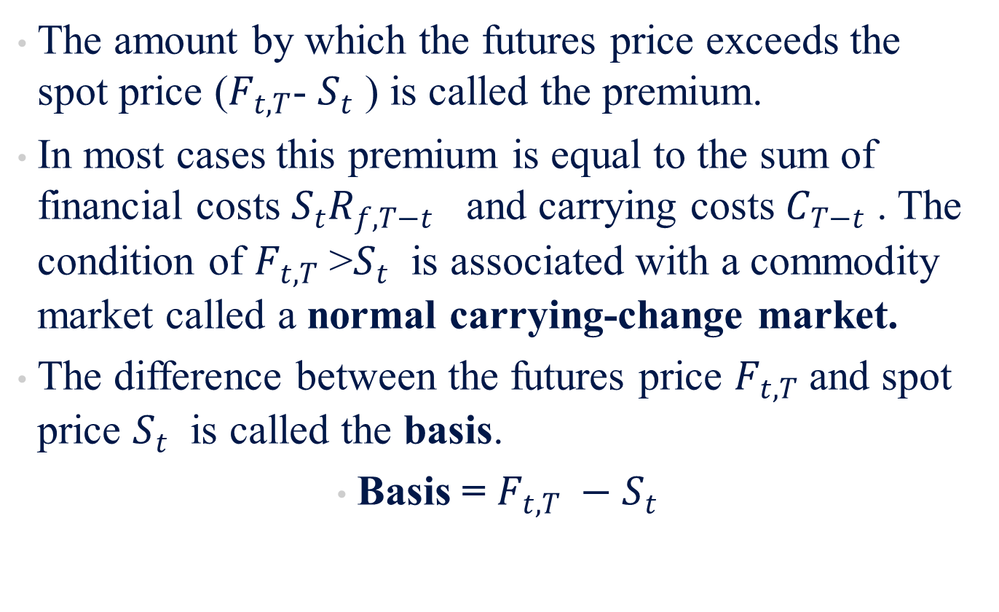 • The amount by which the futures price exceeds the
spot price (F_{t,T}- S_t ) is called the premium.
• In most cases this premium is equal to the sum of
financial costs S_tR_{f,T−t} and carrying costs C_{T−t} . The
condition of F_{t,T} >S_t is associated with a commodity
market called a normal carrying-change market.
• The difference between the futures price F_{t,T} and spot
price S_t is called the basis.
• Basis = F_{t,T} − S_t